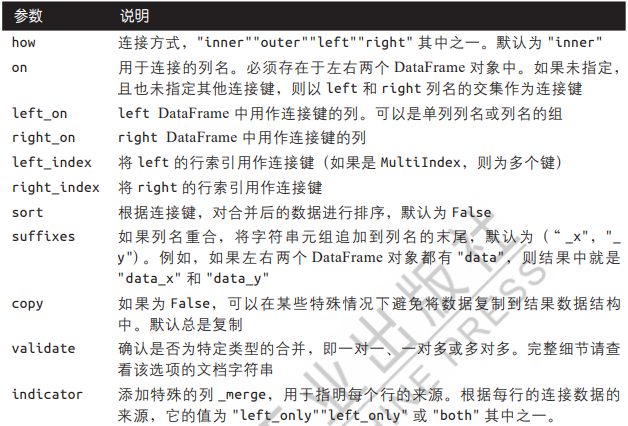 参数 说明
how 连接方式，"inner""outer""left""right" 其中之一。默认为 "inner"
on 用于连接的列名。必须存在于左右两个 DataFrame 对象中。如果未指定，
且也未指定其他连接键，则以 left 和 right 列名的交集作为连接键
left_on left DataFrame 中用作连接键的列。可以是单列列名或列名的组
right_on right DataFrame 中用作连接键的列
left_index 将 left 的行索引用作连接键（如果是 MultiIndex，则为多个键）
right_index 将 right 的行索引用作连接键
sort 根据连接键，对合并后的数据进行排序，默认为 False
suffixes 如果列名重合，将字符串元组追加到列名的末尾，默认为（“ _x", "_
y"）。例如，如果左右两个 DataFrame 对象都有 "data"，则结果中就是
"data_x" 和 "data_y"
copy 如果为 False，可以在某些特殊情况下避免将数据复制到结果数据结构
中。默认总是复制
validate 确认是否为特定类型的合并，即一对一、一对多或多对多。完整细节请查
看该选项的文档字符串
indicator 添加特殊的列 _merge，用于指明每个行的来源。根据每行的连接数据的
来源，它的值为 "left_only""left_only" 或 "both" 其中之一。
业出版社
NE PRESS